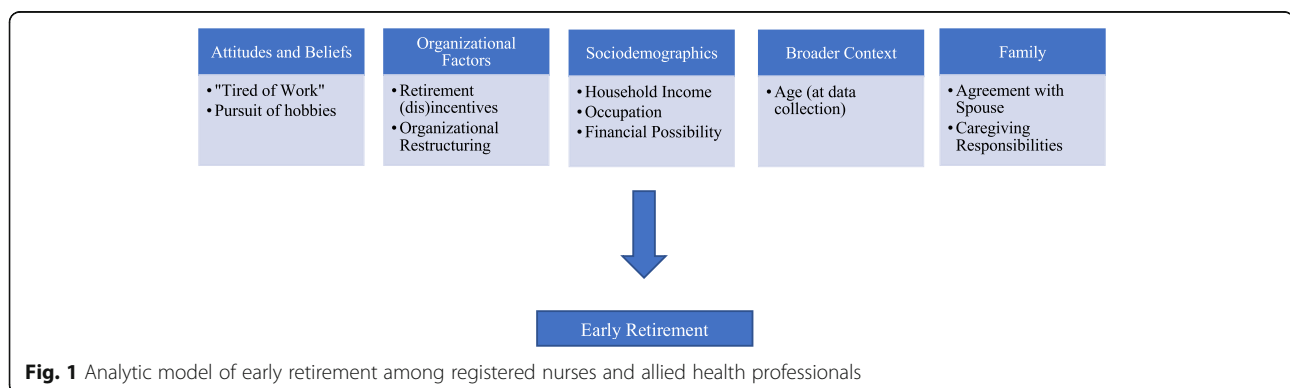 Attitudes and Beliefs
• "Tired of Work"
• Pursuit of hobbies
Organizational
Factors
• Retirement
(dis)incentives
• Organizational
Restructuring
Sociodemographics
• Household Income
• Occupation
• Financial Possibility
Broader Context
• Age (at data
collection)
Family
• Agreement with
Spouse
• Caregiving
Responsibilities
Early Retirement
Fig. 1 Analytic model of early retirement among registered nurses and allied health professionals